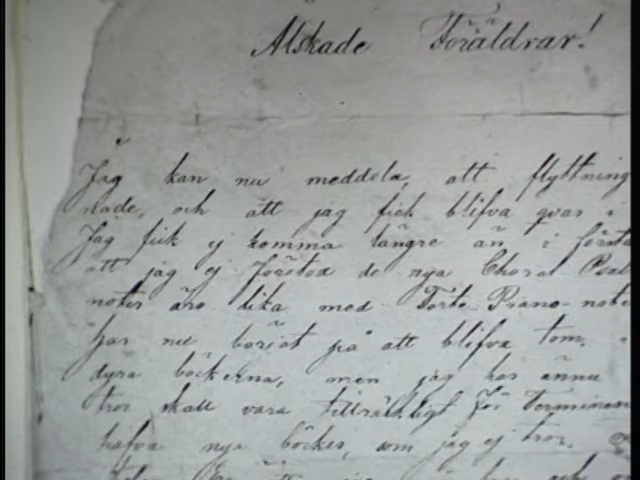 Älskade Föräldrar!
Jag kan nu meddela, att flyttning
nade, och att jag fick blifva qvar i
Jag fick ej komma längre än i första
att jag ej förstod de nya Choral Psal
noter äro lika med Forte-Piano-note
har nu börjat på att blifva tom,
dyra böckerna, men jag har ännu
tror skall vara tillräckligt för Terminen
hafva nya böcker, som jag ej tror.